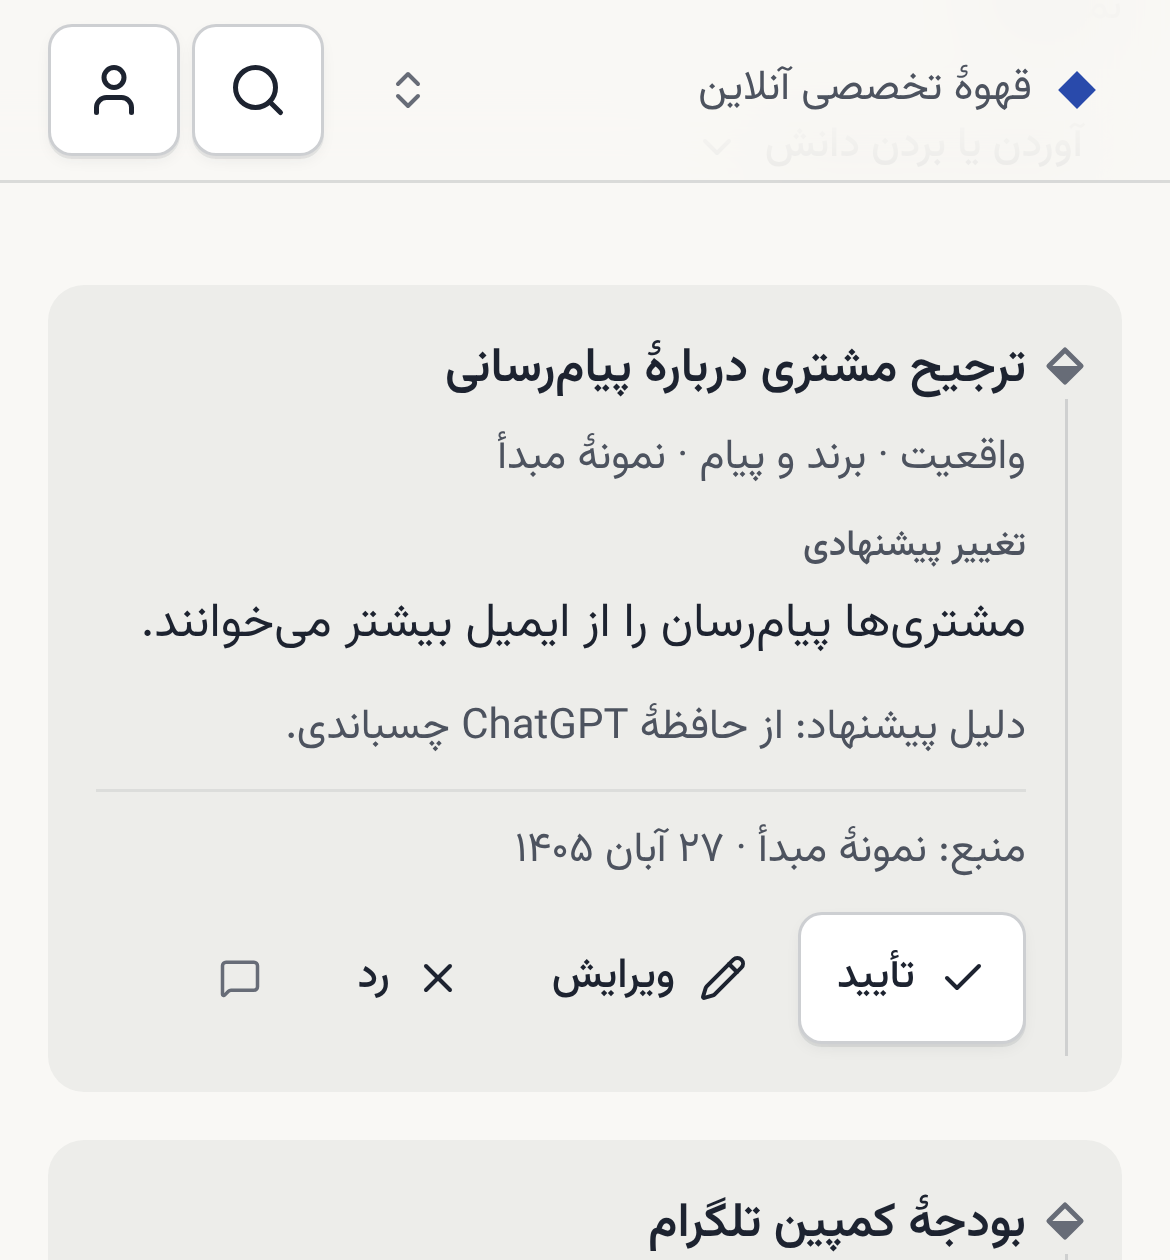 قهوهٔ تخصصی آنلاین
آوردن یا بردن دانش
ترجیح مشتری دربارهٔ پیام‌رسانی
واقعیت · برند و پیام · نمونهٔ مبدأ
تغییر پیشنهادی
مشتری‌ها پیام‌رسان را از ایمیل بیشتر می‌خوانند.
دلیل پیشنهاد: از حافظهٔ ChatGPT چسباندی.
منبع: نمونهٔ مبدأ · ۲۷ آبان ۱۴۰۵
تأیید ویرایش رد
بودجهٔ کمپین تلگرام